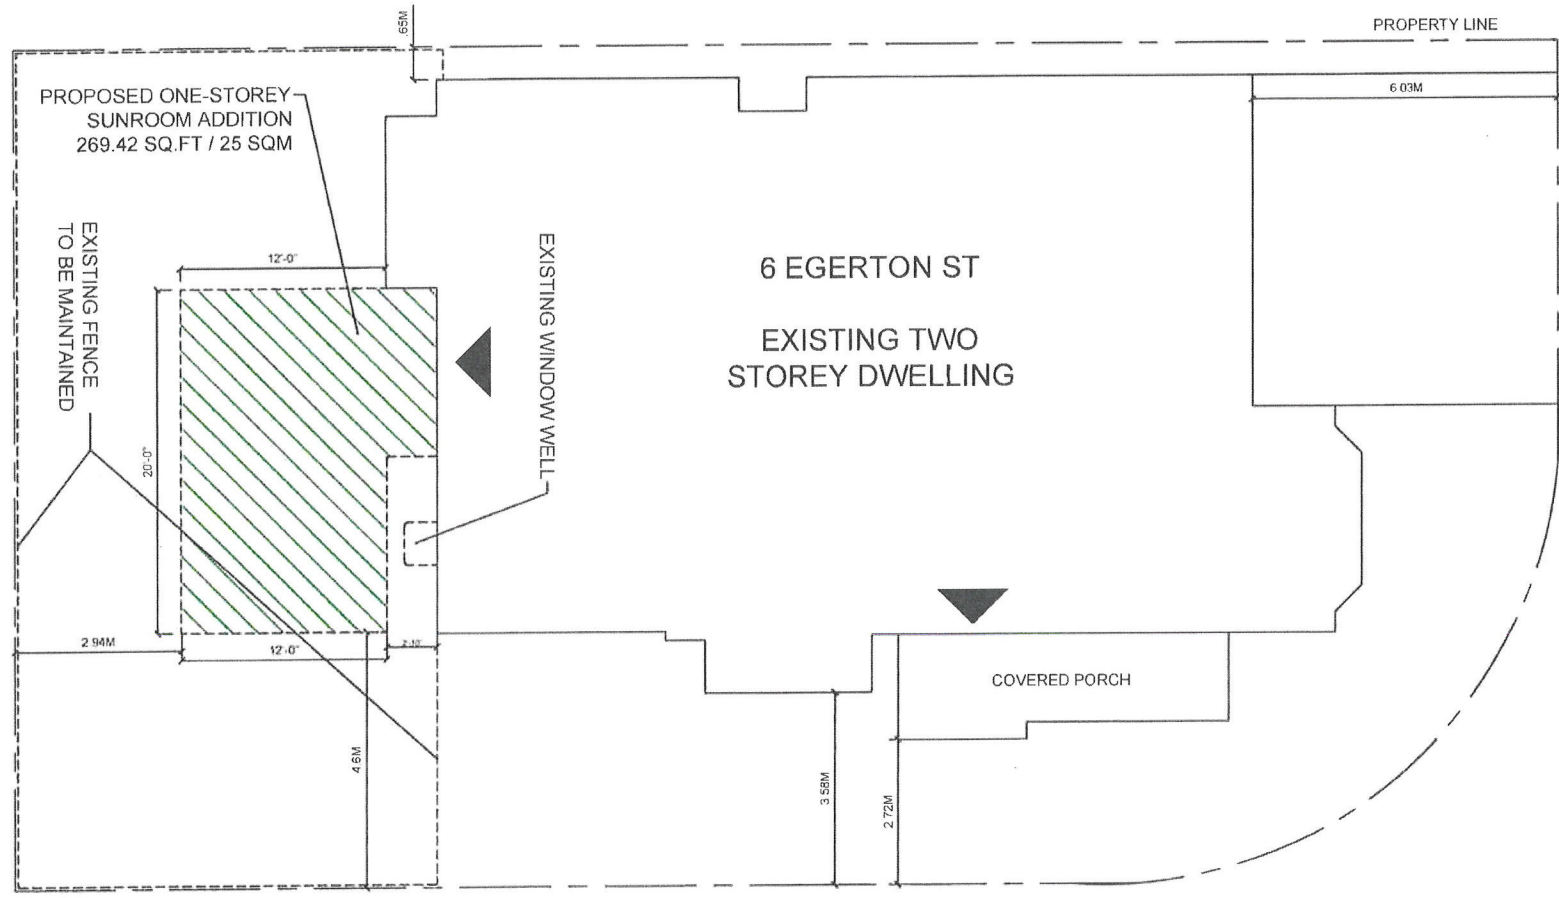 PROPERTY LINE
.65M
6.03M
PROPOSED ONE-STOREY
SUNROOM ADDITION
269.42 SQ.FT / 25 SQM
EXISTING FENCE
TO BE MAINTAINED
12'-0"
EXISTING WINDOW WELL
6 EGERTON ST
EXISTING TWO
STOREY DWELLING
20'-0"
2.94M
12'-0"
2'-10"
COVERED PORCH
4.6M
3.58M
2.72M